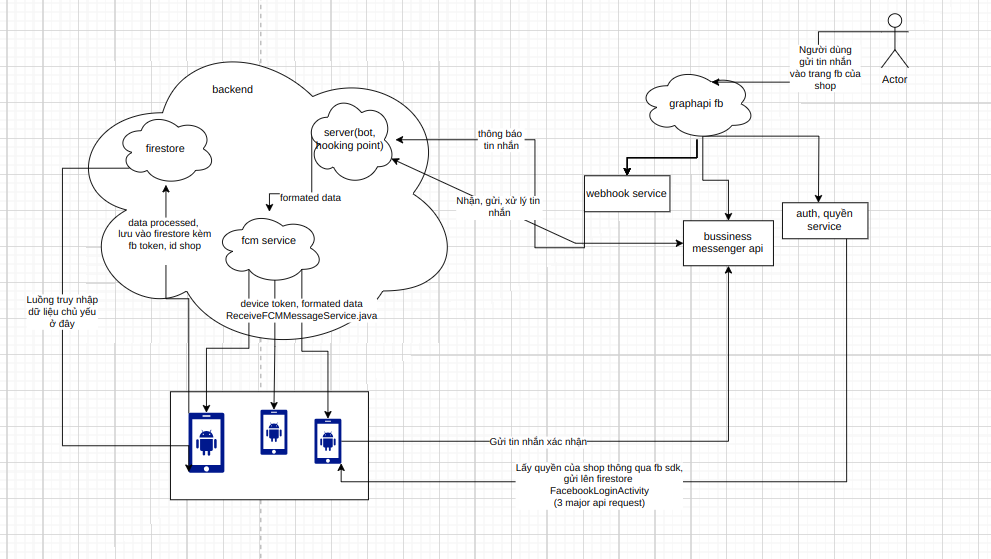 Người dùng
gửi tin nhắn
vào trang fb của
shop
Actor
backend
graphapi fb
firestore
server(bot,
hooking point)
thông báo
tin nhắn
formated data
Nhận, gửi, xử lý tin
nhắn
webhook service
data processed,
lưu vào firestore kèm
fb token, id shop
fcm service
bussiness
messenger api
auth, quyền
service
Luồng truy nhập
dữ liệu chủ yếu
ở đây
device token, formated data
ReceiveFCMMessageService.java
Gửi tin nhắn xác nhận
Lấy quyền của shop thông qua fb sdk,
gửi lên firestore
FacebookLoginActivity
(3 major api request)